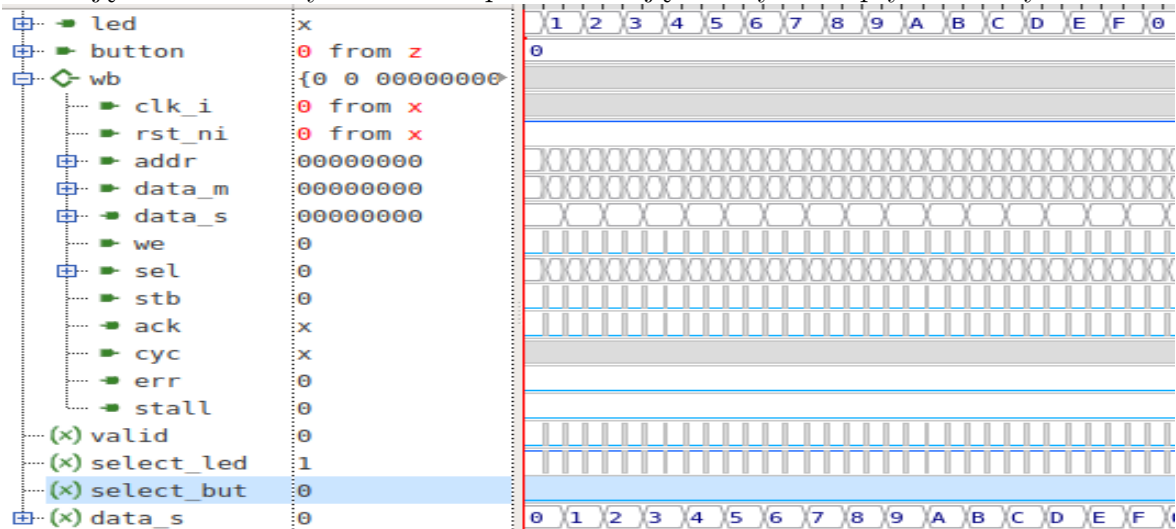 led x 1 2 3 4 5 6 7 8 9 A B C D E F 0
button 0 from z 0
wb {0 0 00000000
clk_i 0 from x
rst_ni 0 from x
addr 00000000
data_m 00000000
data_s 00000000
we 0
sel 0
stb 0
ack x
cyc x
err 0
stall 0
(x) valid 0
(x) select_led 1
(x) select_but 0
(x) data_s 0 0 1 2 3 4 5 6 7 8 9 A B C D E F